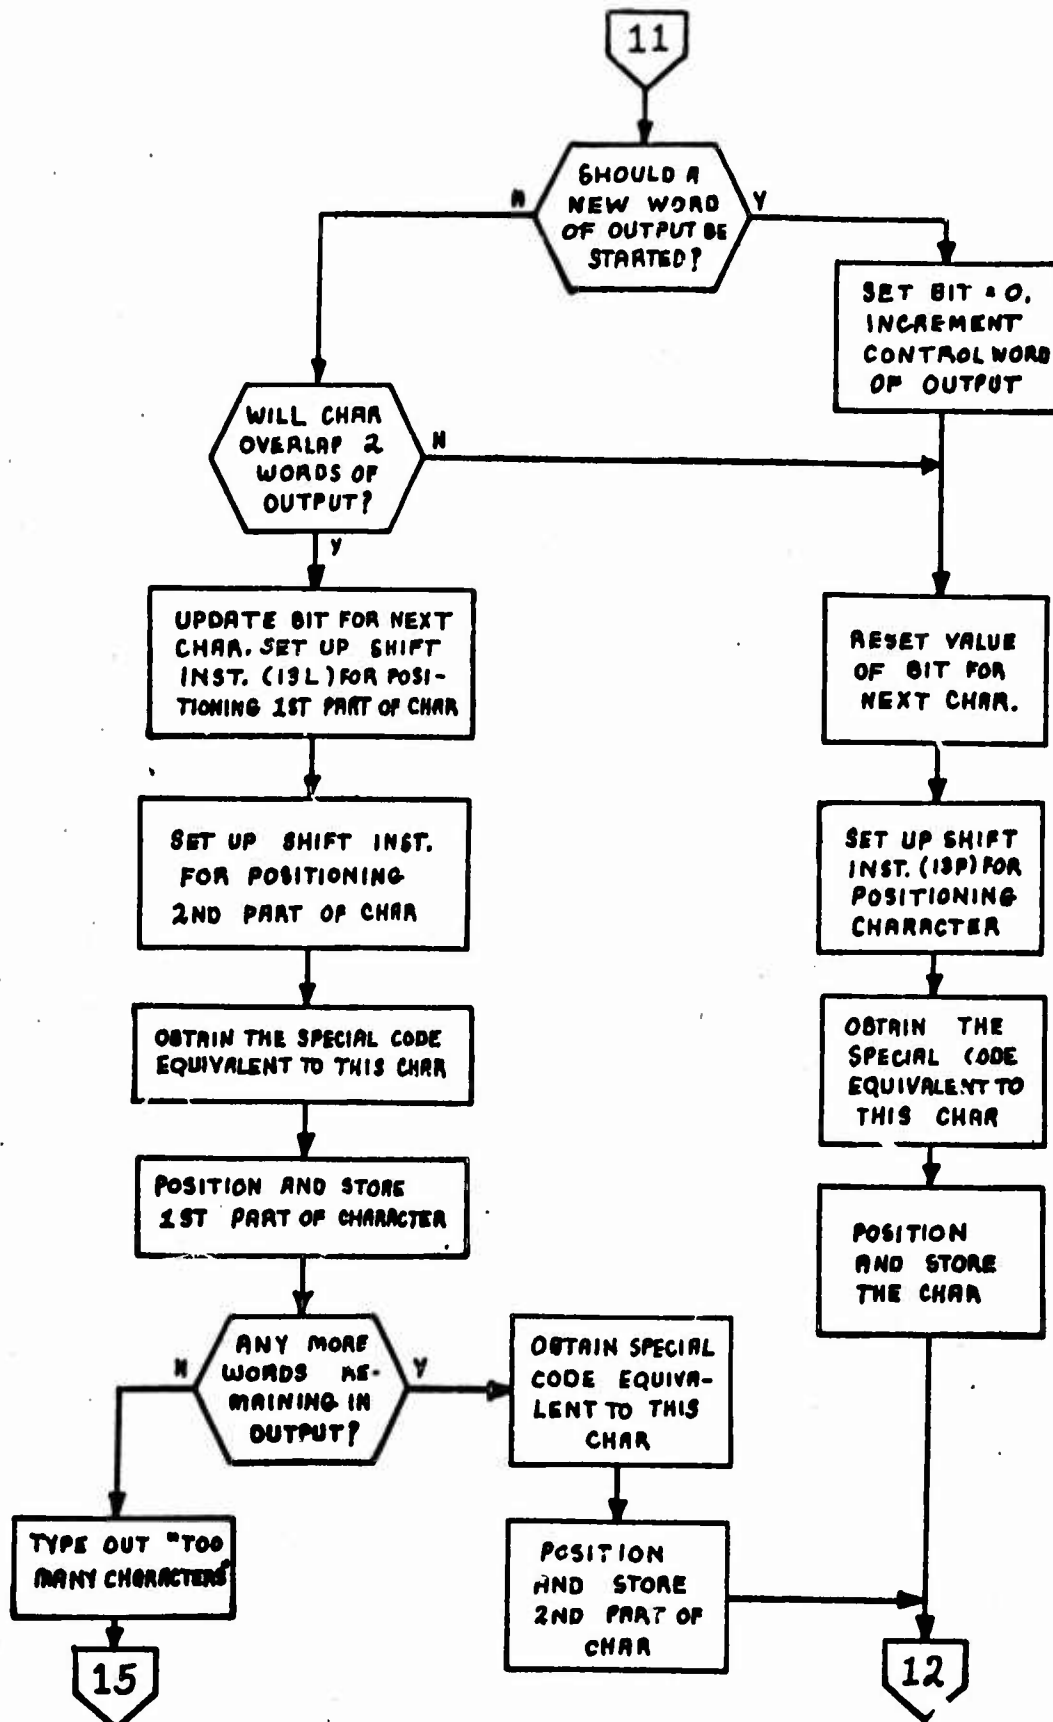 11
SHOULD A
NEW WORD
OF OUTPUT BE
STARTED?
N
Y
SET BIT = 0.
INCREMENT
CONTROL WORD
OF OUTPUT
WILL CHAR
OVERLAP 2
WORDS OF
OUTPUT?
N
Y
UPDATE BIT FOR NEXT
CHAR. SET UP SHIFT
INST. (ISL) FOR POSI-
TIONING 1ST PART OF CHAR
RESET VALUE
OF BIT FOR
NEXT CHAR.
SET UP SHIFT INST.
FOR POSITIONING
2ND PART OF CHAR
SET UP SHIFT
INST. (ISP) FOR
POSITIONING
CHARACTER
OBTAIN THE SPECIAL CODE
EQUIVALENT TO THIS CHAR
OBTAIN THE
SPECIAL CODE
EQUIVALENT TO
THIS CHAR
POSITION AND STORE
1ST PART OF CHARACTER
POSITION
AND STORE
THE CHAR
ANY MORE
WORDS RE-
MAINING IN
OUTPUT?
N
Y
OBTAIN SPECIAL
CODE EQUIVA-
LENT TO THIS
CHAR
TYPE OUT "TOO
MANY CHARACTERS"
POSITION
AND STORE
2ND PART OF
CHAR
15
12